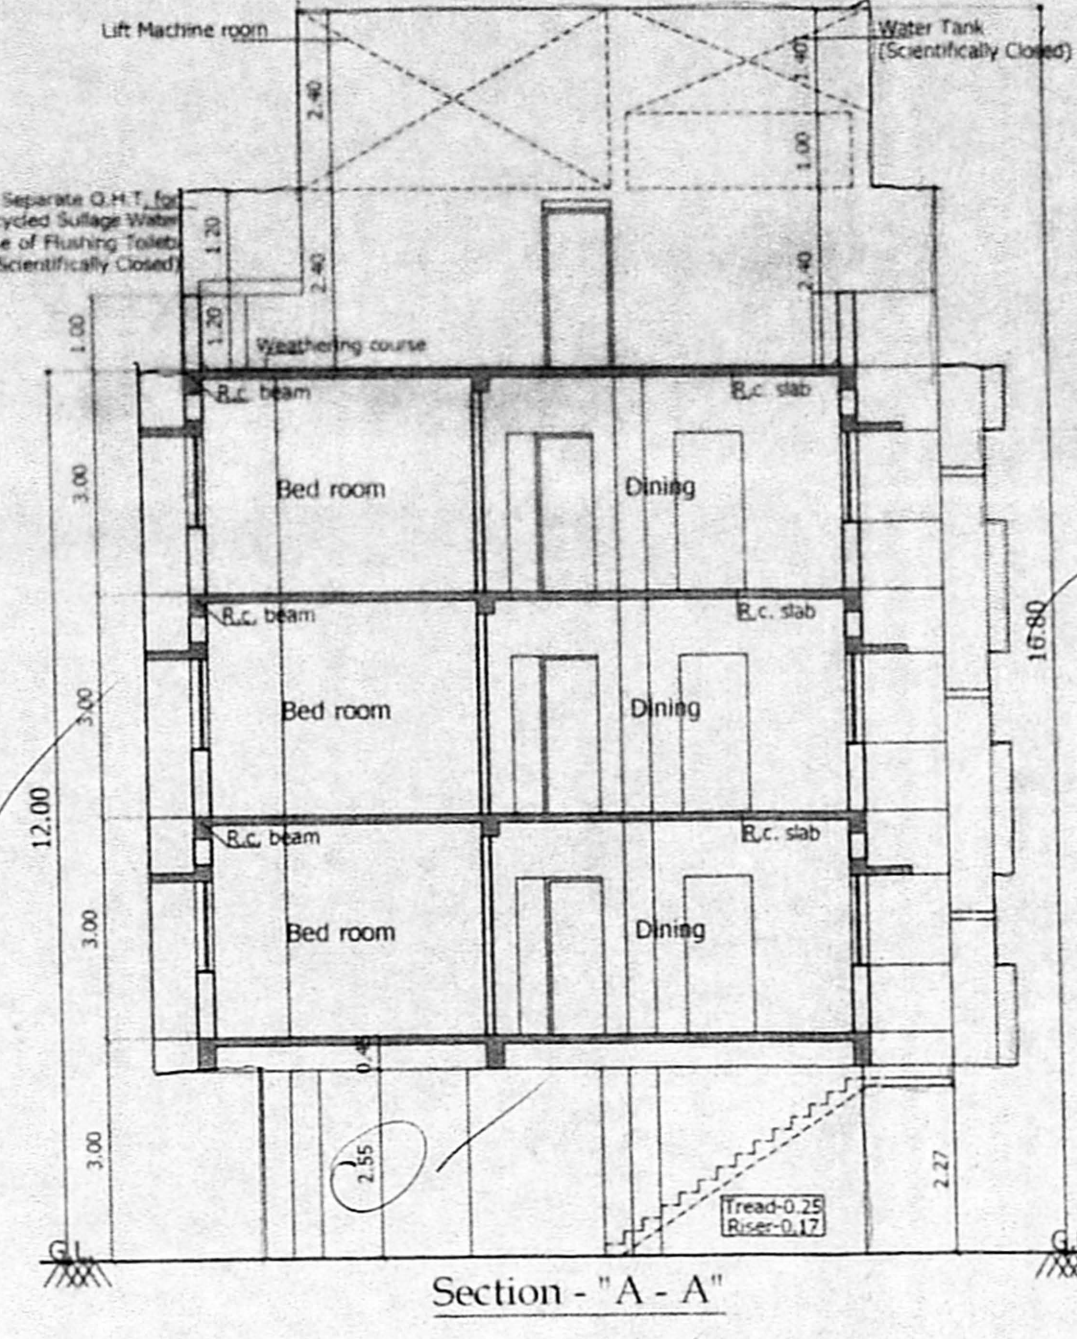 Lift Machine room
Water Tank
(Scientifically Closed)
2.40
1.40
1.00
Separate O.H.T. for
ycled Sullage Water
e of Flushing Toilets
Scientifically Closed)
1.20
2.40
2.40
1.20
1.00
Weathering course
R.c. beam
R.c. slab
3.00
Bed room
Dining
R.c. beam
R.c. slab
16.80
3.00
Bed room
Dining
12.00
R.c. beam
R.c. slab
3.00
Bed room
Dining
0.45
3.00
2.55
2.27
Tread-0.25
Riser-0.17
G.L.
G.
Section - "A - A"